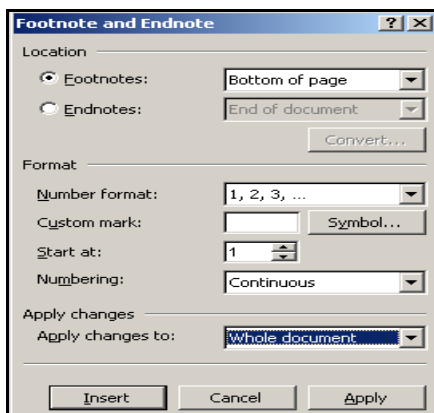 Footnote and Endnote
Location
Footnotes: Bottom of page
Endnotes: End of document
Convert...
Format
Number format: 1, 2, 3, ...
Custom mark: Symbol...
Start at: 1
Numbering: Continuous
Apply changes
Apply changes to: Whole document
Insert Cancel Apply